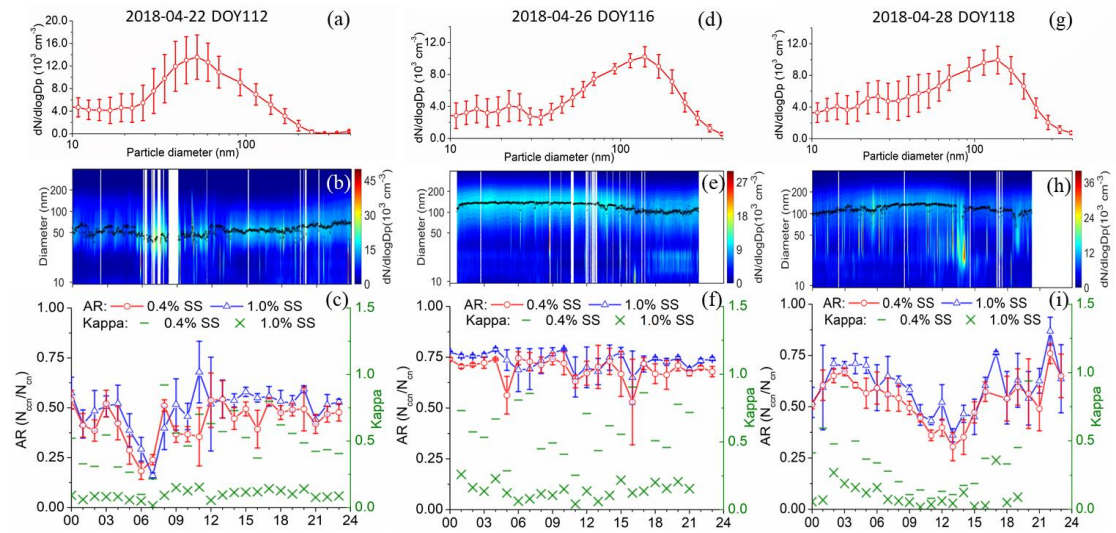 2018-04-22 DOY112
(a)
dN/dlogDp (10³ cm⁻³)
20.0
16.0
12.0
8.0
4.0
0.0
10
100
Particle diameter (nm)
2018-04-26 DOY116
(d)
dN/dlogDp (10³ cm⁻³)
12.0
8.0
4.0
0.0
10
100
Particle diameter (nm)
2018-04-28 DOY118
(g)
dN/dlogDp (10³ cm⁻³)
12.0
8.0
4.0
0.0
10
100
Particle diameter (nm)
(b)
Diameter (nm)
200
100
50
10
45
30
15
0
dN/dlogDp(10³ cm⁻³)
(e)
Diameter (nm)
200
100
50
10
27
18
9
0
dN/dlogDp(10³ cm⁻³)
(h)
Diameter (nm)
200
100
50
10
36
24
12
0
dN/dlogDp(10³ cm⁻³)
(c)
AR: 0.4% SS 1.0% SS
Kappa: 0.4% SS 1.0% SS
AR (Nccn/Ncn)
1.00
0.75
0.50
0.25
0.00
00 03 06 09 12 15 18 21 24
1.5
1.0
0.5
0.0
Kappa
(f)
AR: 0.4% SS 1.0% SS
Kappa: 0.4% SS 1.0% SS
AR (Nccn/Ncn)
1.00
0.75
0.50
0.25
0.00
00 03 06 09 12 15 18 21 24
1.5
1.0
0.5
0.0
Kappa
(i)
AR: 0.4% SS 1.0% SS
Kappa: 0.4% SS 1.0% SS
AR (Nccn/Ncn)
1.00
0.75
0.50
0.25
0.00
00 03 06 09 12 15 18 21 24
1.5
1.0
0.5
0.0
Kappa